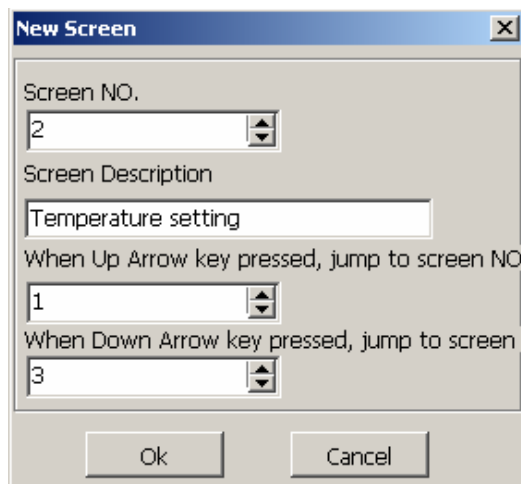 New Screen
Screen NO.
2
Screen Description
Temperature setting
When Up Arrow key pressed, jump to screen NO
1
When Down Arrow key pressed, jump to screen
3
Ok Cancel